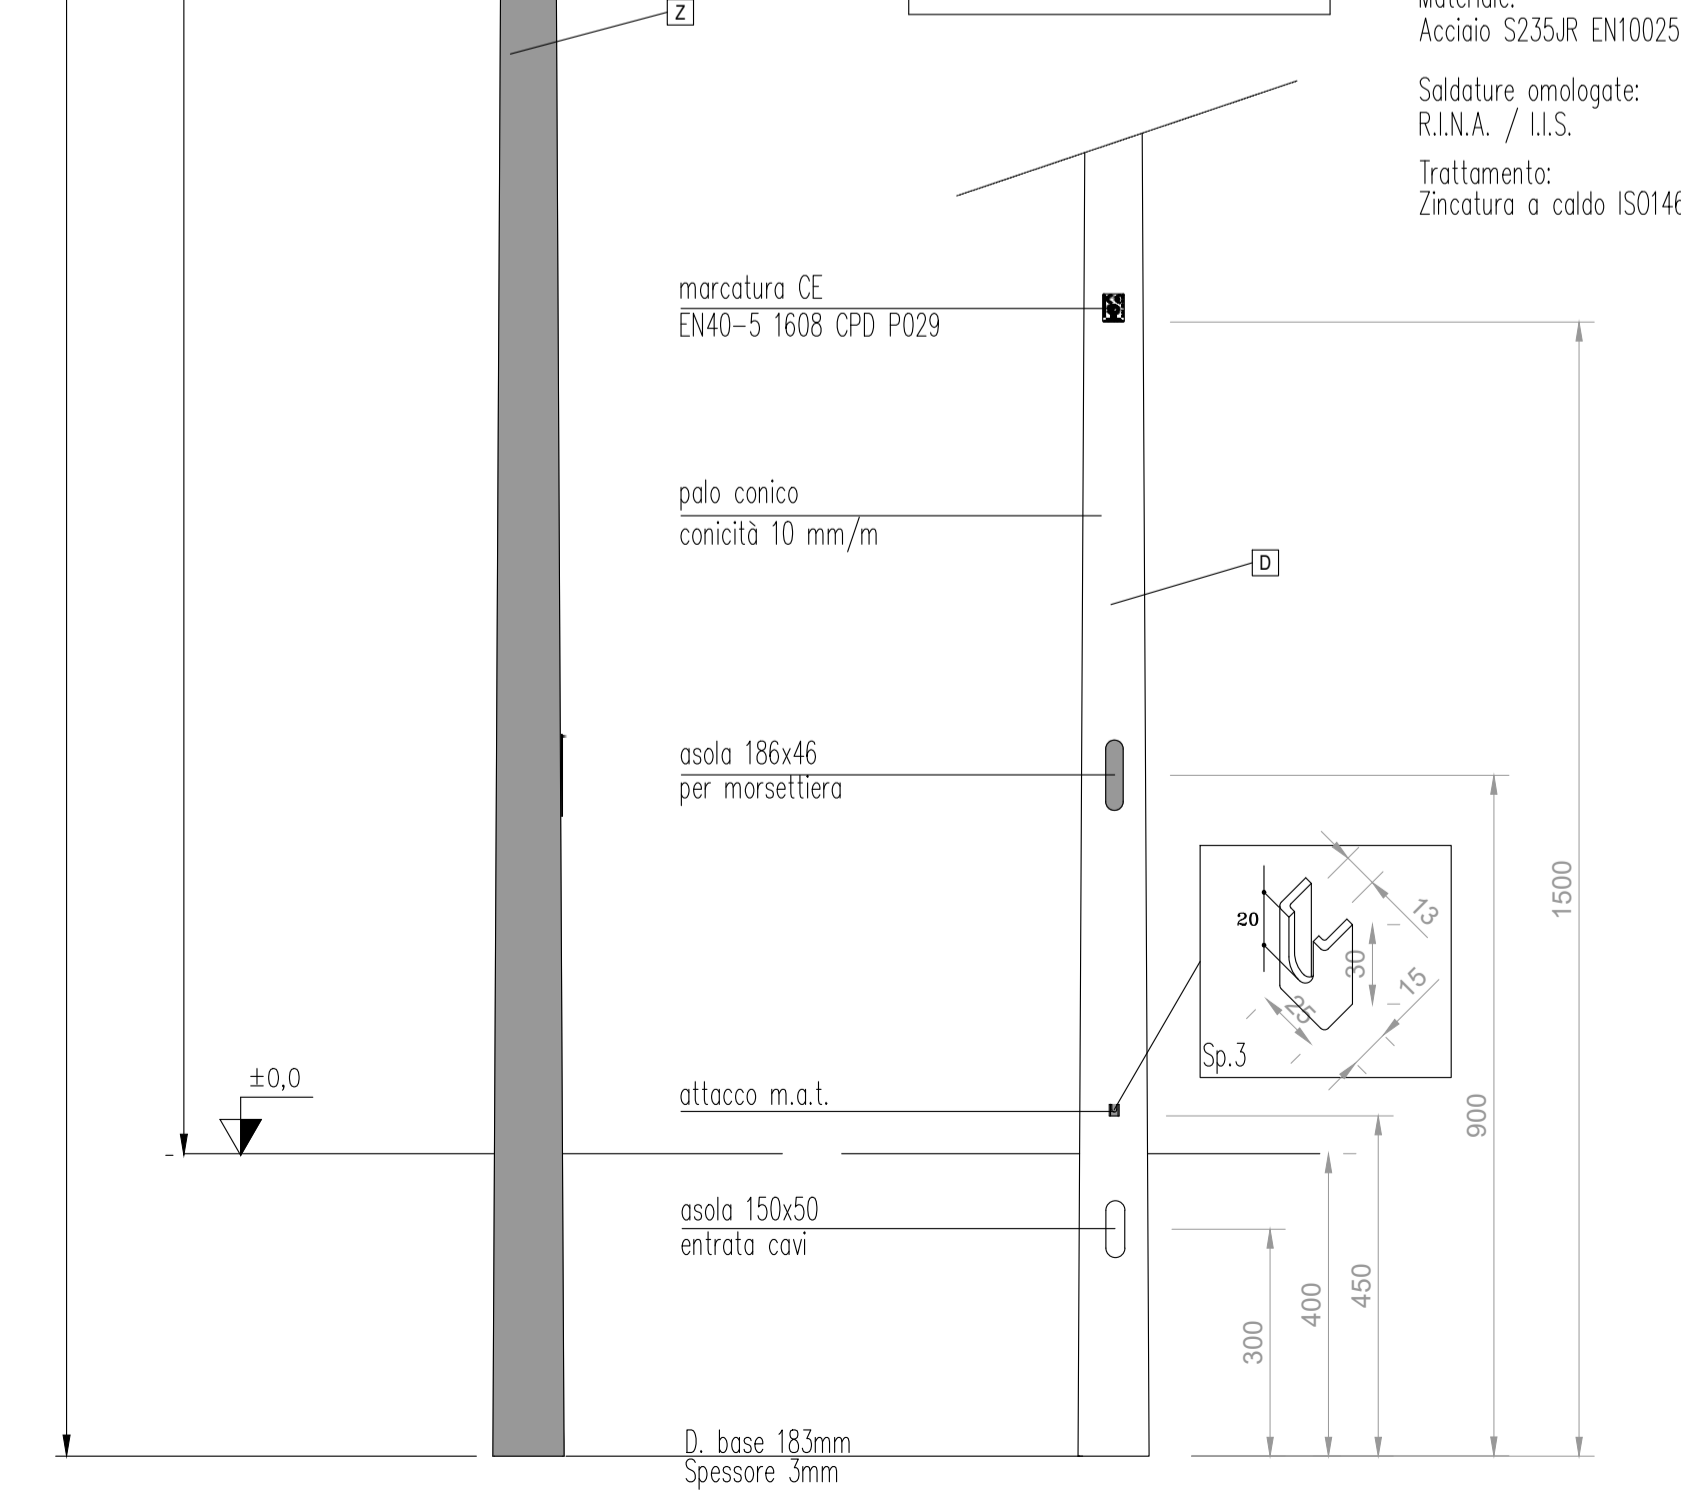 Z
Acciaio S235JR EN10025
Saldature omologate:
R.I.N.A. / I.I.S.
Trattamento:
Zincatura a caldo
marcatura CE
EN40-5 1608 CPD P029
palo conico
conicità 10 mm/m
D
asola 186x46
per morsettiera
1500
13
20
30
15
25
Sp.3
900
±0,0
attacco m.a.t.
asola 150x50
entrata cavi
450
400
300
D. base 183mm
Spessore 3mm